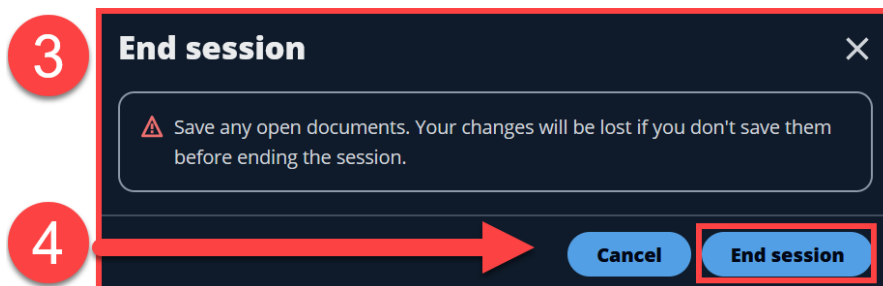 3
End session
Save any open documents. Your changes will be lost if you don't save them
before ending the session.
4
Cancel
End session